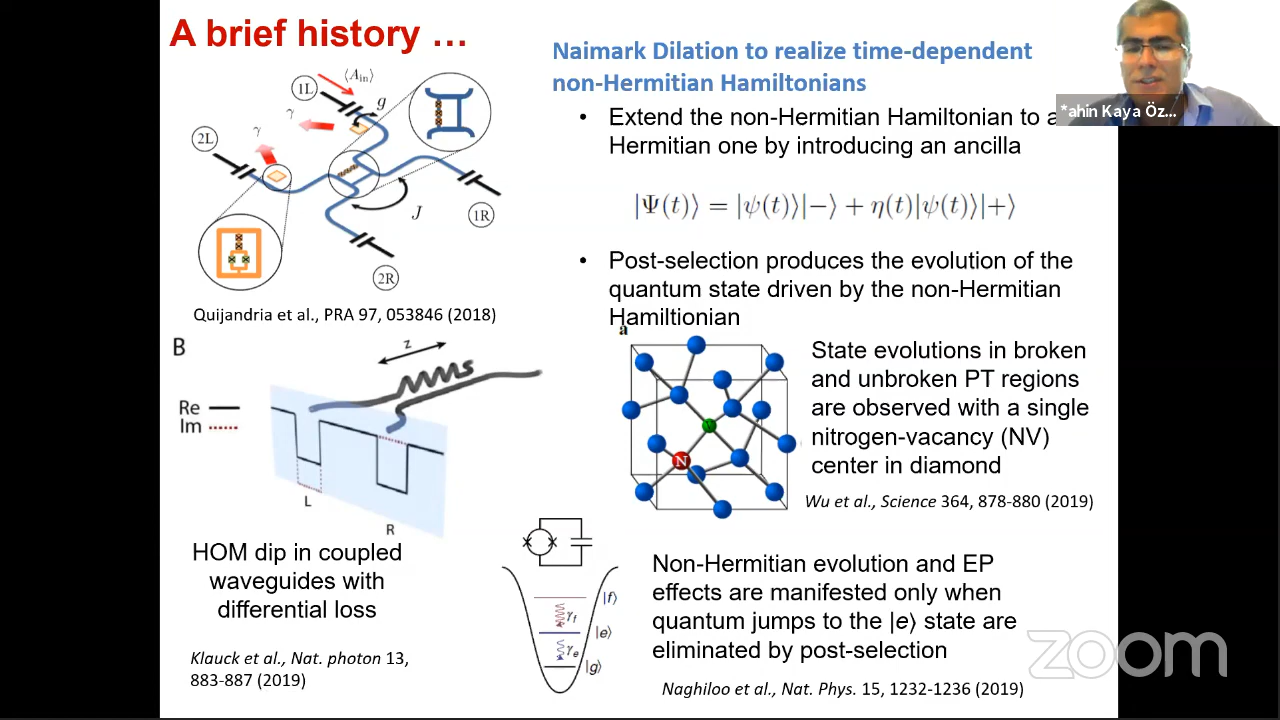 A brief history …
⟨A_in⟩
1L
g
γ
γ
2L
J
1R
2R
Quijandria et al., PRA 97, 053846 (2018)
Naimark Dilation to realize time-dependent
non-Hermitian Hamiltonians
• Extend the non-Hermitian Hamiltonian to a
Hermitian one by introducing an ancilla
|Ψ(t)⟩ = |ψ(t)⟩|−⟩ + η(t)|ψ(t)⟩|+⟩
• Post-selection produces the evolution of the
quantum state driven by the non-Hermitian
Hamiltionian
*ahin Kaya Öz...
B
z
Re
Im
L
R
HOM dip in coupled
waveguides with
differential loss
Klauck et al., Nat. photon 13,
883-887 (2019)
a
N
State evolutions in broken
and unbroken PT regions
are observed with a single
nitrogen-vacancy (NV)
center in diamond
Wu et al., Science 364, 878-880 (2019)
|f⟩
γ_f
|e⟩
γ_e
|g⟩
Non-Hermitian evolution and EP
effects are manifested only when
quantum jumps to the |e⟩ state are
eliminated by post-selection
Naghiloo et al., Nat. Phys. 15, 1232-1236 (2019)
zoom